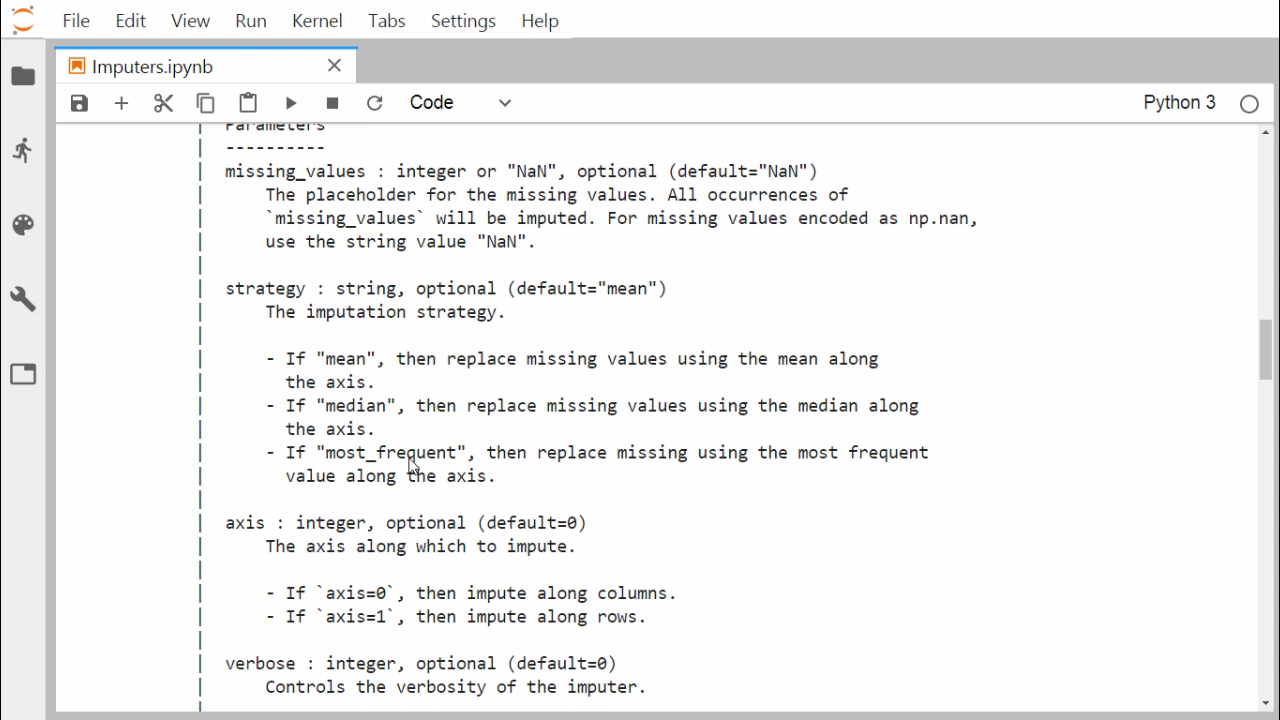 File Edit View Run Kernel Tabs Settings Help
Imputers.ipynb
Code
Python 3
Parameters
----------
missing_values : integer or "NaN", optional (default="NaN")
The placeholder for the missing values. All occurrences of
`missing_values` will be imputed. For missing values encoded as np.nan,
use the string value "NaN".
strategy : string, optional (default="mean")
The imputation strategy.
- If "mean", then replace missing values using the mean along
the axis.
- If "median", then replace missing values using the median along
the axis.
- If "most_frequent", then replace missing using the most frequent
value along the axis.
axis : integer, optional (default=0)
The axis along which to impute.
- If `axis=0`, then impute along columns.
- If `axis=1`, then impute along rows.
verbose : integer, optional (default=0)
Controls the verbosity of the imputer.